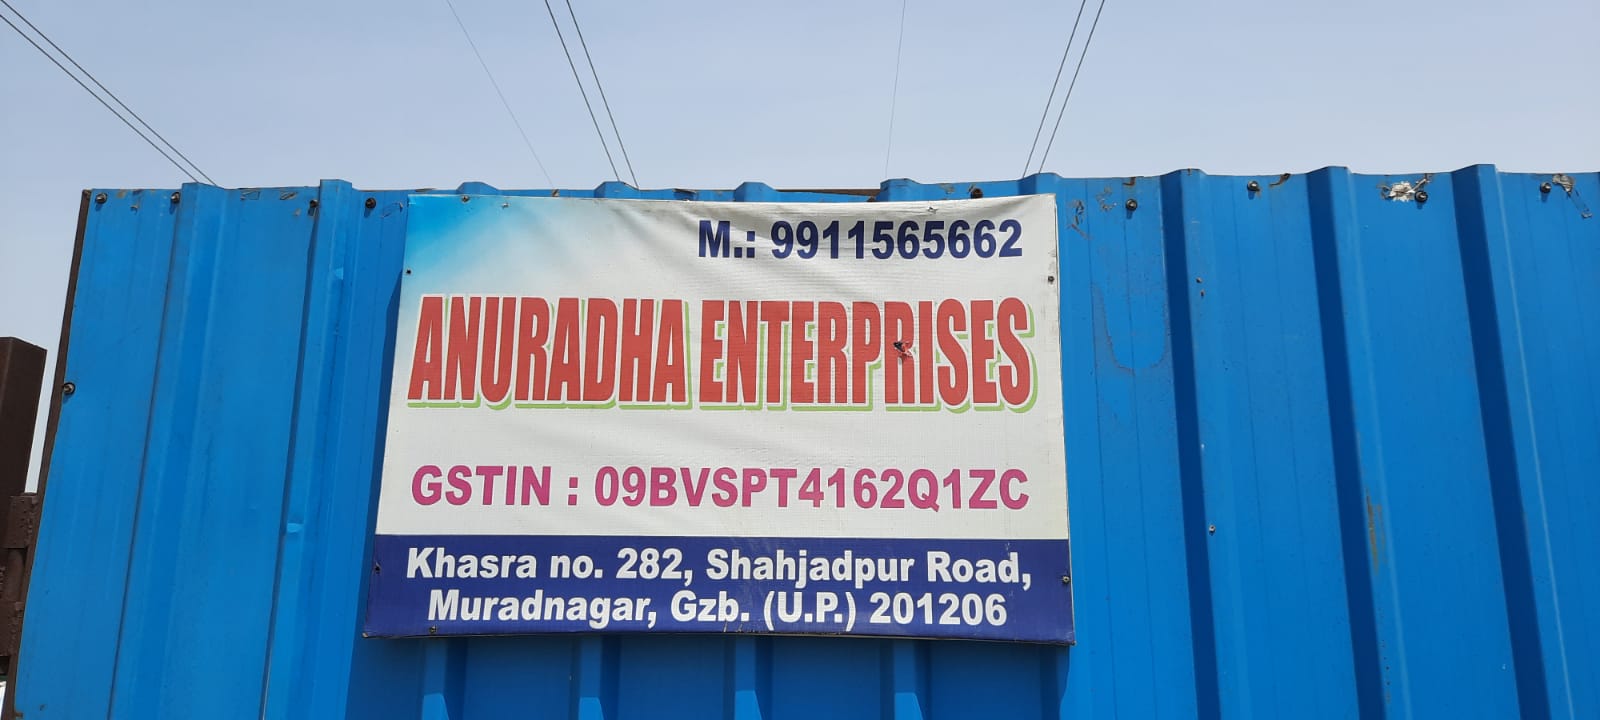 M.: 9911565662
ANURADHA ENTERPRISES
GSTIN : 09BVSPT4162Q1ZC
Khasra no. 282, Shahjadpur Road,
Muradnagar, Gzb. (U.P.) 201206